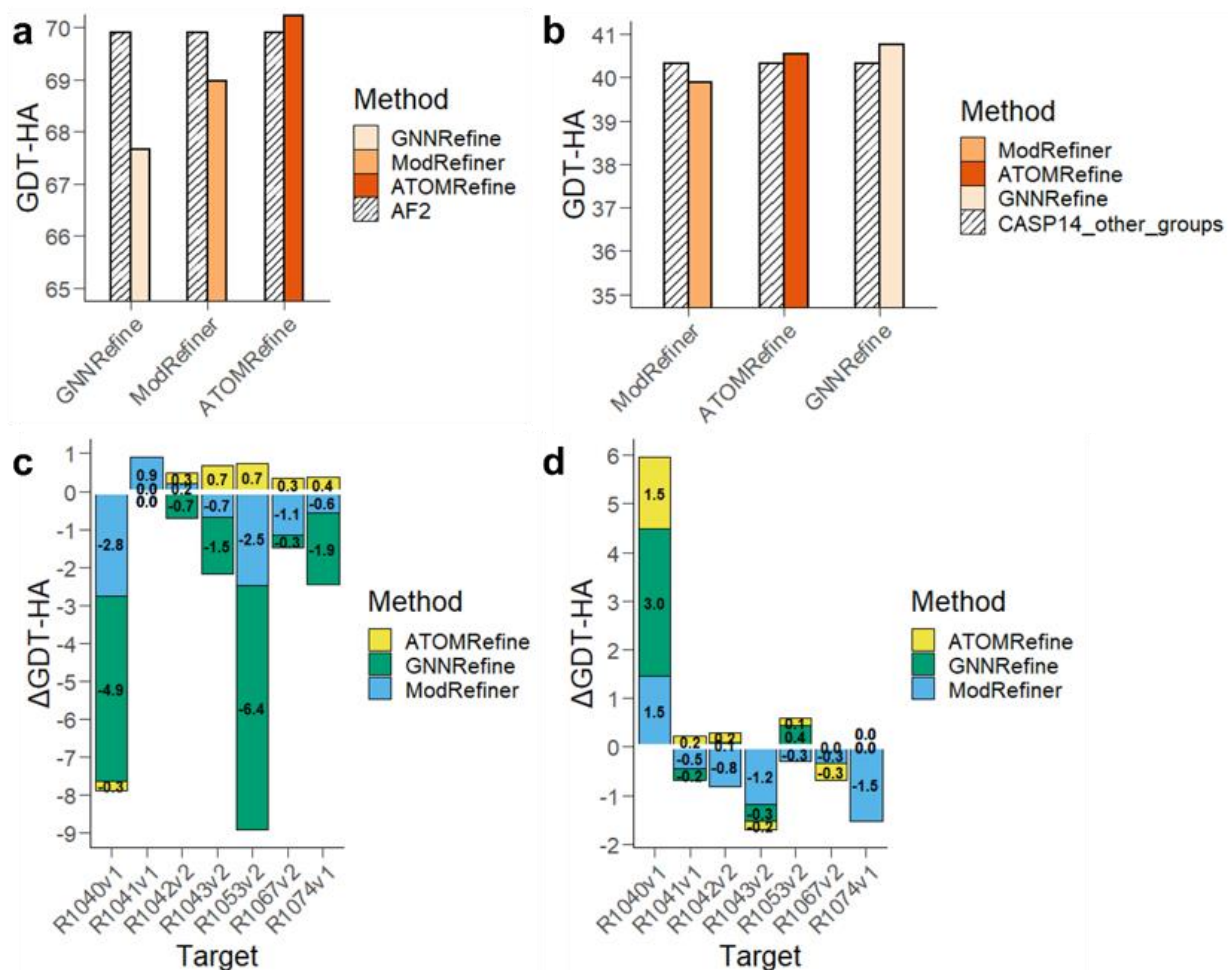 a
GDT-HA
70
69
68
67
66
65
GNNRefine
ModRefiner
ATOMRefine
Method
GNNRefine
ModRefiner
ATOMRefine
AF2
b
GDT-HA
41
40
39
38
37
36
35
ModRefiner
ATOMRefine
GNNRefine
Method
ModRefiner
ATOMRefine
GNNRefine
CASP14_other_groups
c
ΔGDT-HA
1
0
-1
-2
-3
-4
-5
-6
-7
-8
-9
-2.8
-4.9
-0.3
0.9
0.0
0.0
0.3
0.2
-0.7
0.7
-0.7
-1.5
0.7
-2.5
-6.4
0.3
-1.1
-0.3
0.4
-0.6
-1.9
R1040v1
R1041v1
R1042v2
R1043v2
R1053v2
R1067v2
R1074v1
Target
Method
ATOMRefine
GNNRefine
ModRefiner
d
ΔGDT-HA
6
5
4
3
2
1
0
-1
-2
1.5
3.0
1.5
0.2
-0.5
-0.2
0.2
0.1
-0.8
-1.2
-0.3
-0.2
0.1
0.4
-0.3
0.0
-0.3
-0.3
0.0
0.0
-1.5
R1040v1
R1041v1
R1042v2
R1043v2
R1053v2
R1067v2
R1074v1
Target
Method
ATOMRefine
GNNRefine
ModRefiner